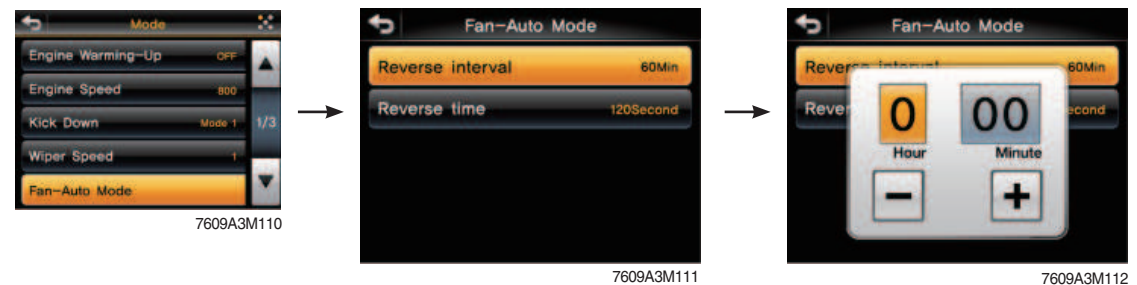 Mode
Engine Warming-Up OFF
Engine Speed 800
Kick Down Mode 1
1/3
Wiper Speed 1
Fan-Auto Mode
7609A3M110
Fan-Auto Mode
Reverse interval 60Min
Reverse time 120Second
7609A3M111
Fan-Auto Mode
Reverse interval 60Min
Rever econd
0 00
Hour Minute
- +
7609A3M112